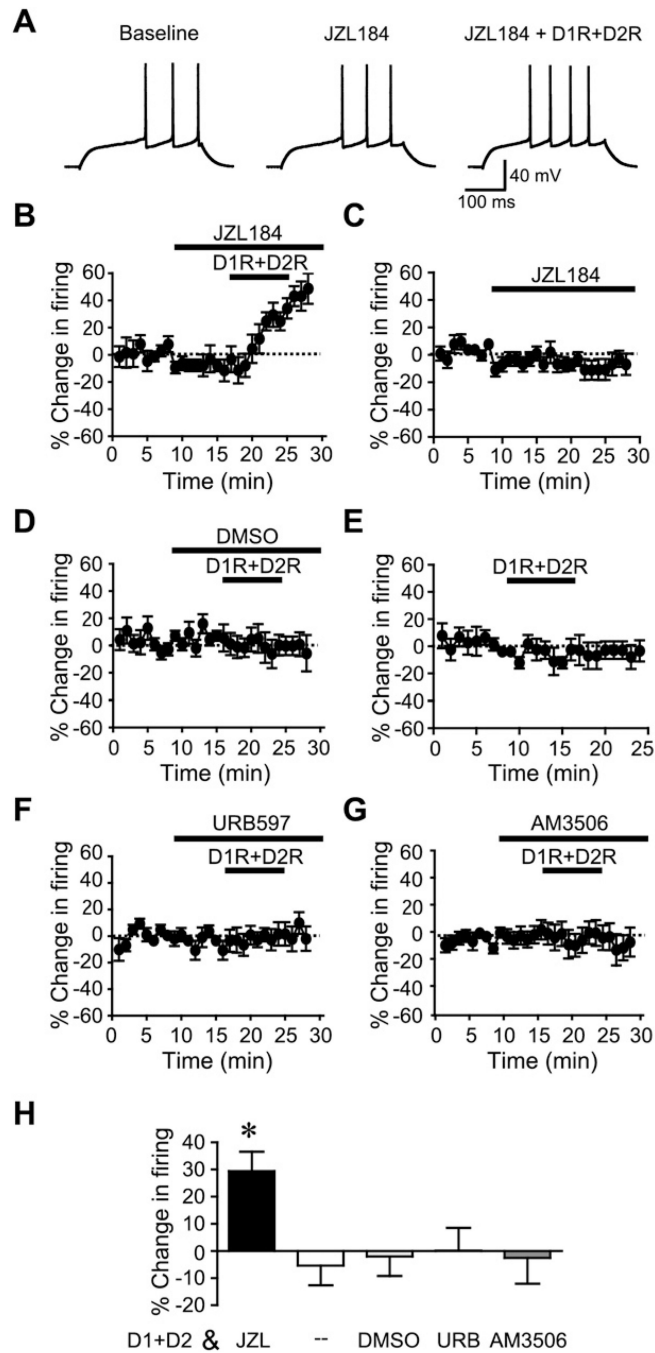 A
Baseline JZL184 JZL184 + D1R+D2R
40 mV
100 ms
B
JZL184
D1R+D2R
% Change in firing
60
40
20
0
-20
-40
-60
0 5 10 15 20 25 30
Time (min)
C
JZL184
% Change in firing
60
40
20
0
-20
-40
-60
0 5 10 15 20 25 30
Time (min)
D
DMSO
D1R+D2R
% Change in firing
60
40
20
0
-20
-40
-60
0 5 10 15 20 25 30
Time (min)
E
D1R+D2R
% Change in firing
60
40
20
0
-20
-40
-60
0 5 10 15 20 25
Time (min)
F
URB597
D1R+D2R
% Change in firing
60
40
20
0
-20
-40
-60
0 5 10 15 20 25 30
Time (min)
G
AM3506
D1R+D2R
% Change in firing
60
40
20
0
-20
-40
-60
0 5 10 15 20 25 30
Time (min)
H
% Change in firing
40
30
20
10
0
-10
-20
*
D1+D2 & JZL -- DMSO URB AM3506